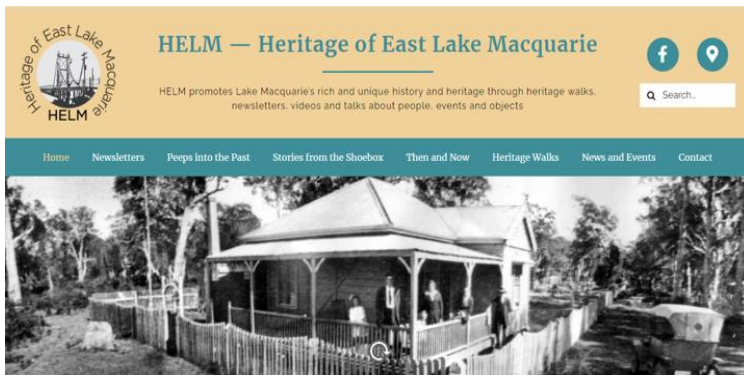 Heritage of East Lake Macquarie
HELM
HELM — Heritage of East Lake Macquarie
HELM promotes Lake Macquarie's rich and unique history and heritage through heritage walks,
newsletters, videos and talks about people, events and objects
Search..
Home Newsletters Peeps into the Past Stories from the Shoebox Then and Now Heritage Walks News and Events Contact